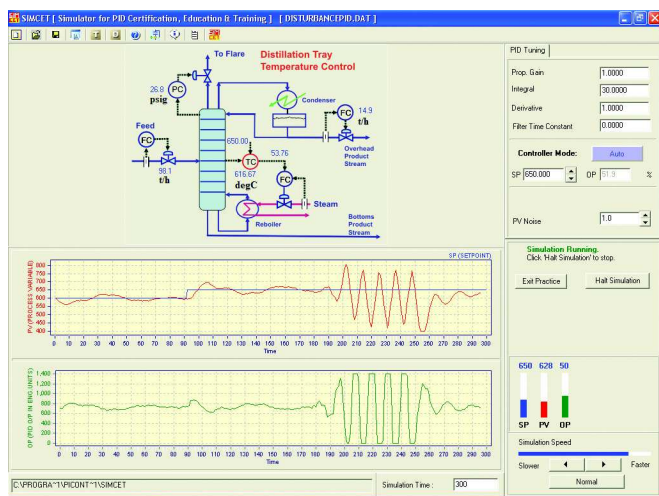 SIMCET [ Simulator for PID Certification, Education & Training ] [ DISTURBANCEPID.DAT ]
To Flare
Distillation Tray
Temperature Control
26.8
psig
PC
Condenser
FC
14.9
t/h
Overhead
Product
Stream
Feed
FC
98.1
t/h
650.00
TC
616.67
degC
53.76
FC
Steam
Reboiler
Bottoms
Product
Stream
PID Tuning
Prop. Gain 1.0000
Integral 30.0000
Derivative 1.0000
Filter Time Constant 0.0000
Controller Mode: Auto
SP 650.000 OP 51.9 %
PV Noise 1.0
Simulation Running.
Click 'Halt Simulation' to stop.
Exit Practice Halt Simulation
SP (SETPOINT)
PV (PROCESS VARIABLE)
800
750
700
650
600
550
500
450
400
0 10 20 30 40 50 60 70 80 90 100 110 120 130 140 150 160 170 180 190 200 210 220 230 240 250 260 270 280 290 300
Time
OP (PID O/P IN ENG.UNITS)
1,400
1,200
1,000
800
600
400
200
0
0 10 20 30 40 50 60 70 80 90 100 110 120 130 140 150 160 170 180 190 200 210 220 230 240 250 260 270 280 290 300
Time
650 628 50
SP PV OP
Simulation Speed
Slower Faster
Normal
C:\PROGRA~1\PICONT~1\SIMCET
Simulation Time : 300